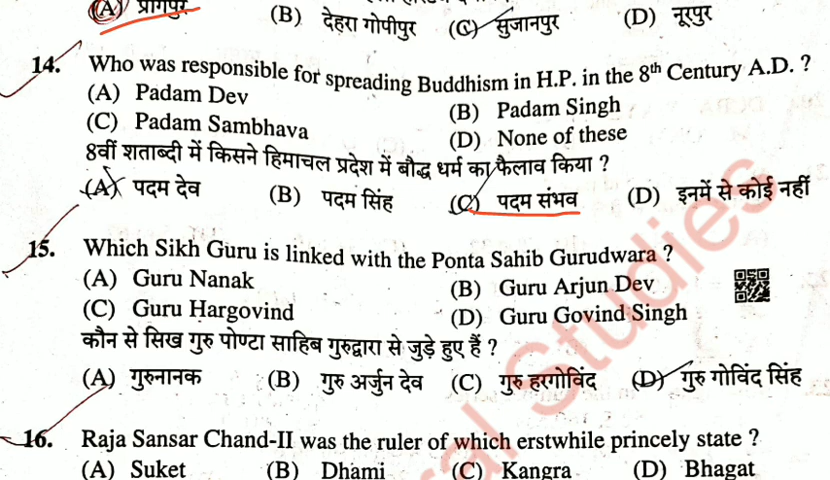 (A) प्रागपुर (B) देहरा गोपीपुर (C) सुजानपुर (D) नूरपुर
14. Who was responsible for spreading Buddhism in H.P. in the 8th Century A.D. ?
(A) Padam Dev (B) Padam Singh
(C) Padam Sambhava (D) None of these
8वीं शताब्दी में किसने हिमाचल प्रदेश में बौद्ध धर्म का फैलाव किया ?
(A) पदम देव (B) पदम सिंह (C) पदम संभव (D) इनमें से कोई नहीं
15. Which Sikh Guru is linked with the Ponta Sahib Gurudwara ?
(A) Guru Nanak (B) Guru Arjun Dev
(C) Guru Hargovind (D) Guru Govind Singh
कौन से सिख गुरु पोण्टा साहिब गुरुद्वारा से जुड़े हुए हैं ?
(A) गुरुनानक (B) गुरु अर्जुन देव (C) गुरु हरगोविंद (D) गुरु गोविंद सिंह
16. Raja Sansar Chand-II was the ruler of which erstwhile princely state ?
(A) Suket (B) Dhami (C) Kangra (D) Bhagat
Studies